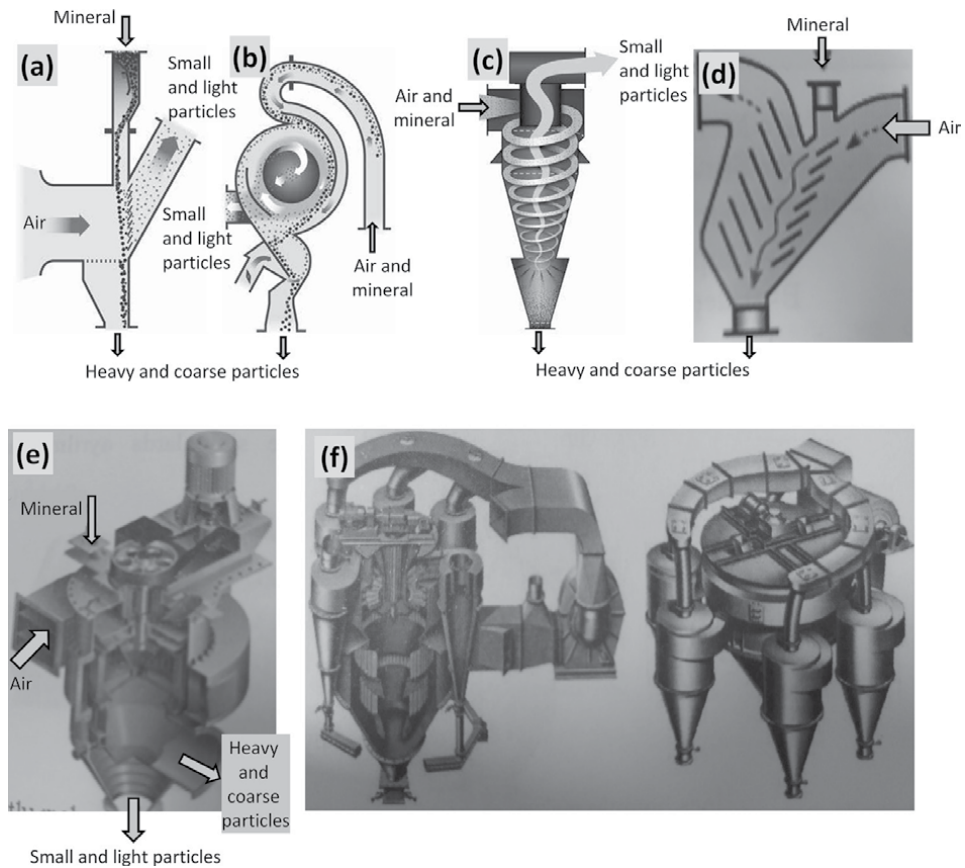 Mineral
(a)
Small
and light
particles
Air
(b)
Small
and light
particles
Air and
mineral
Heavy and coarse particles
(c)
Air and
mineral
Small
and light
particles
Mineral
(d)
Air
Heavy and coarse particles
(e)
Mineral
Air
Heavy
and
coarse
particles
Small and light particles
(f)